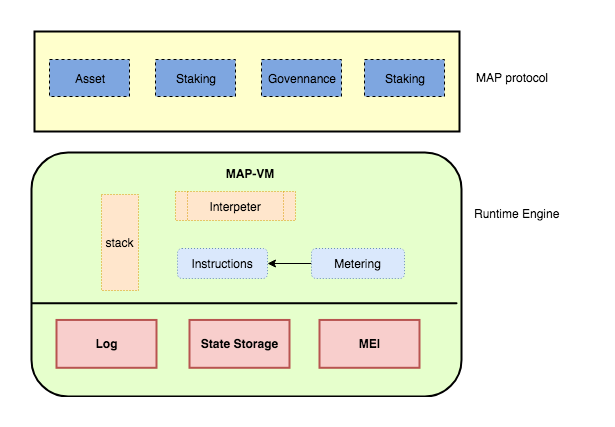 Asset
Staking
Govennance
Staking
MAP protocol
MAP-VM
Interpeter
stack
Runtime Engine
Instructions
Metering
Log
State Storage
MEI